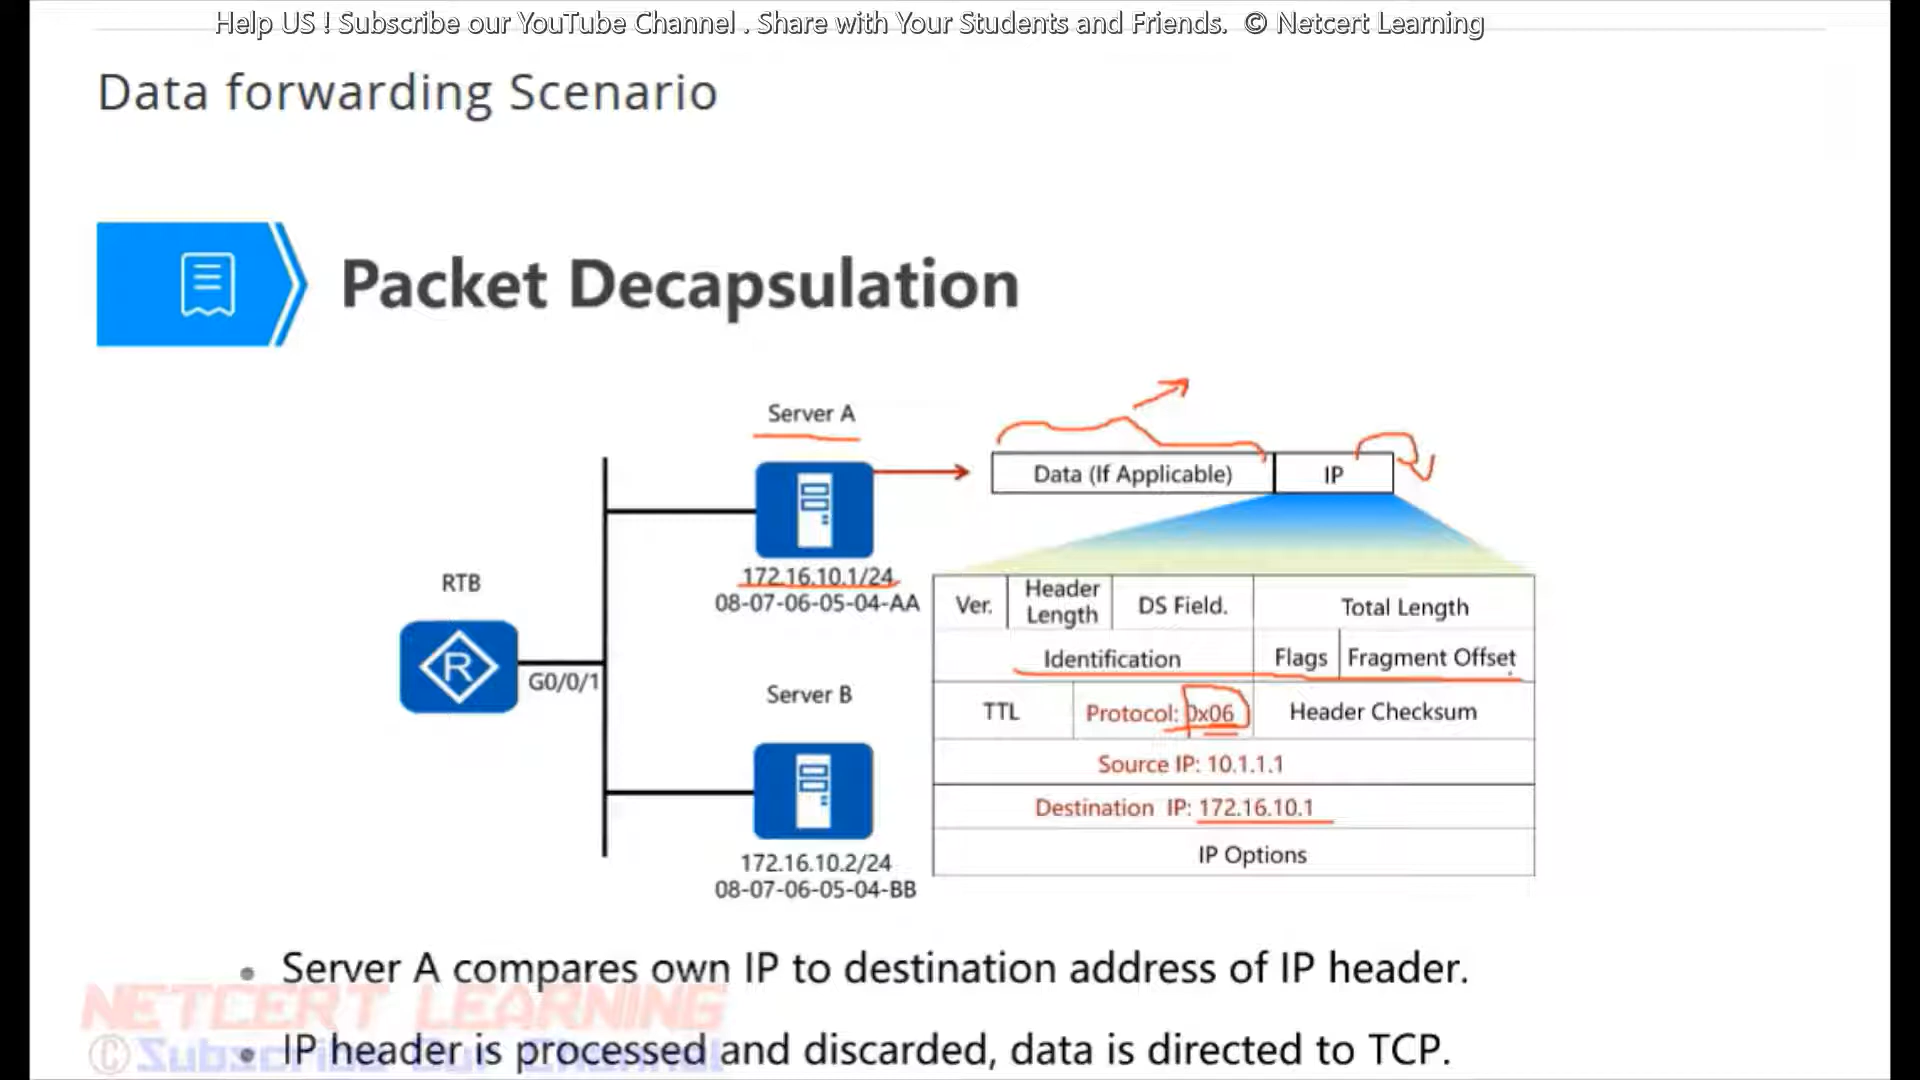 Help US ! Subscribe our YouTube Channel . Share with Your Students and Friends. © Netcert Learning
Data forwarding Scenario
Packet Decapsulation
Server A
Data (If Applicable)
IP
172.16.10.1/24
08-07-06-05-04-AA
RTB
G0/0/1
Server B
172.16.10.2/24
08-07-06-05-04-BB
Ver.
Header
Length
DS Field.
Total Length
Identification
Flags
Fragment Offset
TTL
Protocol: 0x06
Header Checksum
Source IP: 10.1.1.1
Destination IP: 172.16.10.1
IP Options
• Server A compares own IP to destination address of IP header.
• IP header is processed and discarded, data is directed to TCP.
NETCERT LEARNING
© Subscribe Our Channel